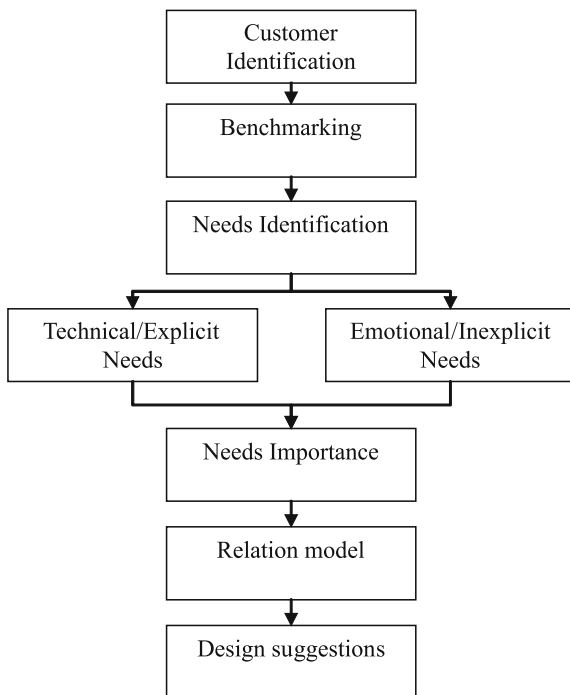 Customer
Identification
Benchmarking
Needs Identification
Technical/Explicit
Needs
Emotional/Inexplicit
Needs
Needs Importance
Relation model
Design suggestions